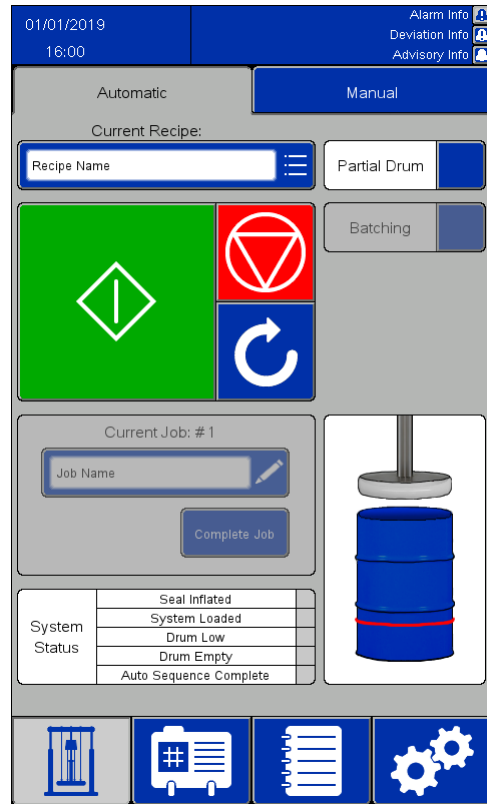 01/01/2019
16:00
Alarm Info
Deviation Info
Advisory Info
Automatic
Manual
Current Recipe:
Recipe Name
Partial Drum
Batching
Current Job: # 1
Job Name
Complete Job
System
Status
Seal Inflated
System Loaded
Drum Low
Drum Empty
Auto Sequence Complete
#